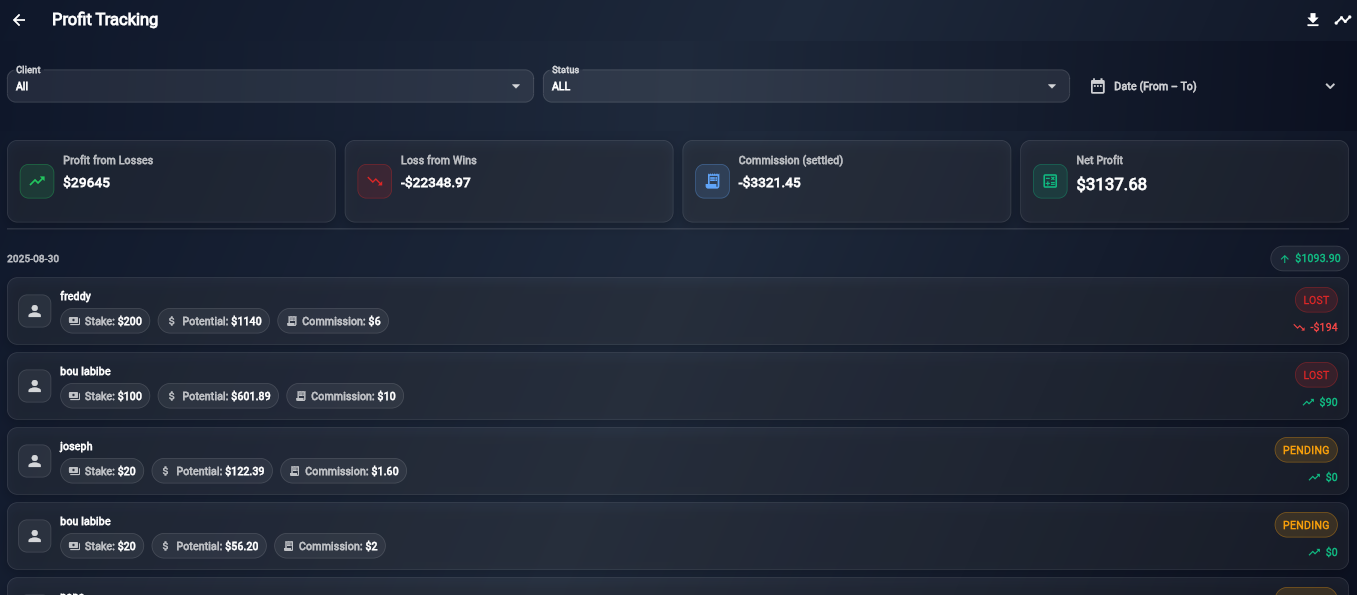 Profit Tracking
Client
All
Status
ALL
Date (From – To)
Profit from Losses
$29645
Loss from Wins
-$22348.97
Commission (settled)
-$3321.45
Net Profit
$3137.68
2025-08-30
$1093.90
freddy
LOST
Stake: $200
$ Potential: $1140
Commission: $6
-$194
bou labibe
LOST
Stake: $100
$ Potential: $601.89
Commission: $10
$90
joseph
PENDING
Stake: $20
$ Potential: $122.39
Commission: $1.60
$0
bou labibe
PENDING
Stake: $20
$ Potential: $56.20
Commission: $2
$0